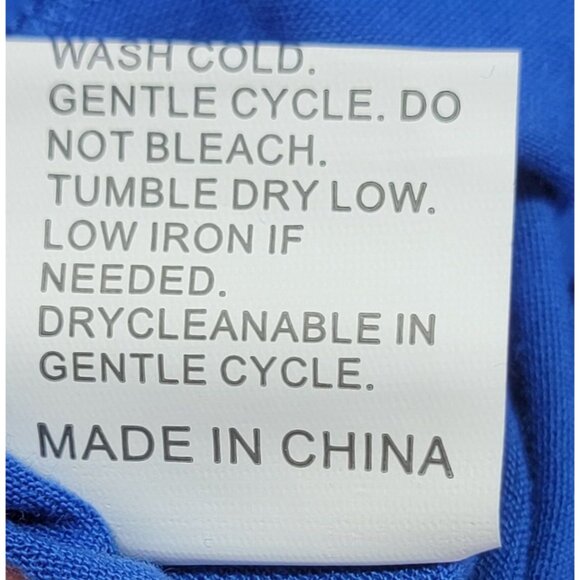 WASH COLD.
GENTLE CYCLE. DO
NOT BLEACH.
TUMBLE DRY LOW.
LOW IRON IF
NEEDED.
DRYCLEANABLE IN
GENTLE CYCLE.
MADE IN CHINA